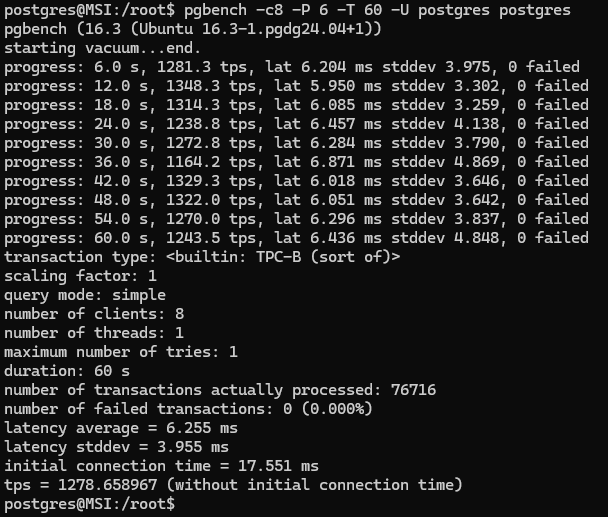 postgres@MSI:/root$ pgbench -c8 -P 6 -T 60 -U postgres postgres
pgbench (16.3 (Ubuntu 16.3-1.pgdg24.04+1))
starting vacuum...end.
progress: 6.0 s, 1281.3 tps, lat 6.204 ms stddev 3.975, 0 failed
progress: 12.0 s, 1348.3 tps, lat 5.950 ms stddev 3.302, 0 failed
progress: 18.0 s, 1314.3 tps, lat 6.085 ms stddev 3.259, 0 failed
progress: 24.0 s, 1238.8 tps, lat 6.457 ms stddev 4.138, 0 failed
progress: 30.0 s, 1272.8 tps, lat 6.284 ms stddev 3.790, 0 failed
progress: 36.0 s, 1164.2 tps, lat 6.871 ms stddev 4.869, 0 failed
progress: 42.0 s, 1329.3 tps, lat 6.018 ms stddev 3.646, 0 failed
progress: 48.0 s, 1322.0 tps, lat 6.051 ms stddev 3.642, 0 failed
progress: 54.0 s, 1270.0 tps, lat 6.296 ms stddev 3.837, 0 failed
progress: 60.0 s, 1243.5 tps, lat 6.436 ms stddev 4.848, 0 failed
transaction type: <builtin: TPC-B (sort of)>
scaling factor: 1
query mode: simple
number of clients: 8
number of threads: 1
maximum number of tries: 1
duration: 60 s
number of transactions actually processed: 76716
number of failed transactions: 0 (0.000%)
latency average = 6.255 ms
latency stddev = 3.955 ms
initial connection time = 17.551 ms
tps = 1278.658967 (without initial connection time)
postgres@MSI:/root$